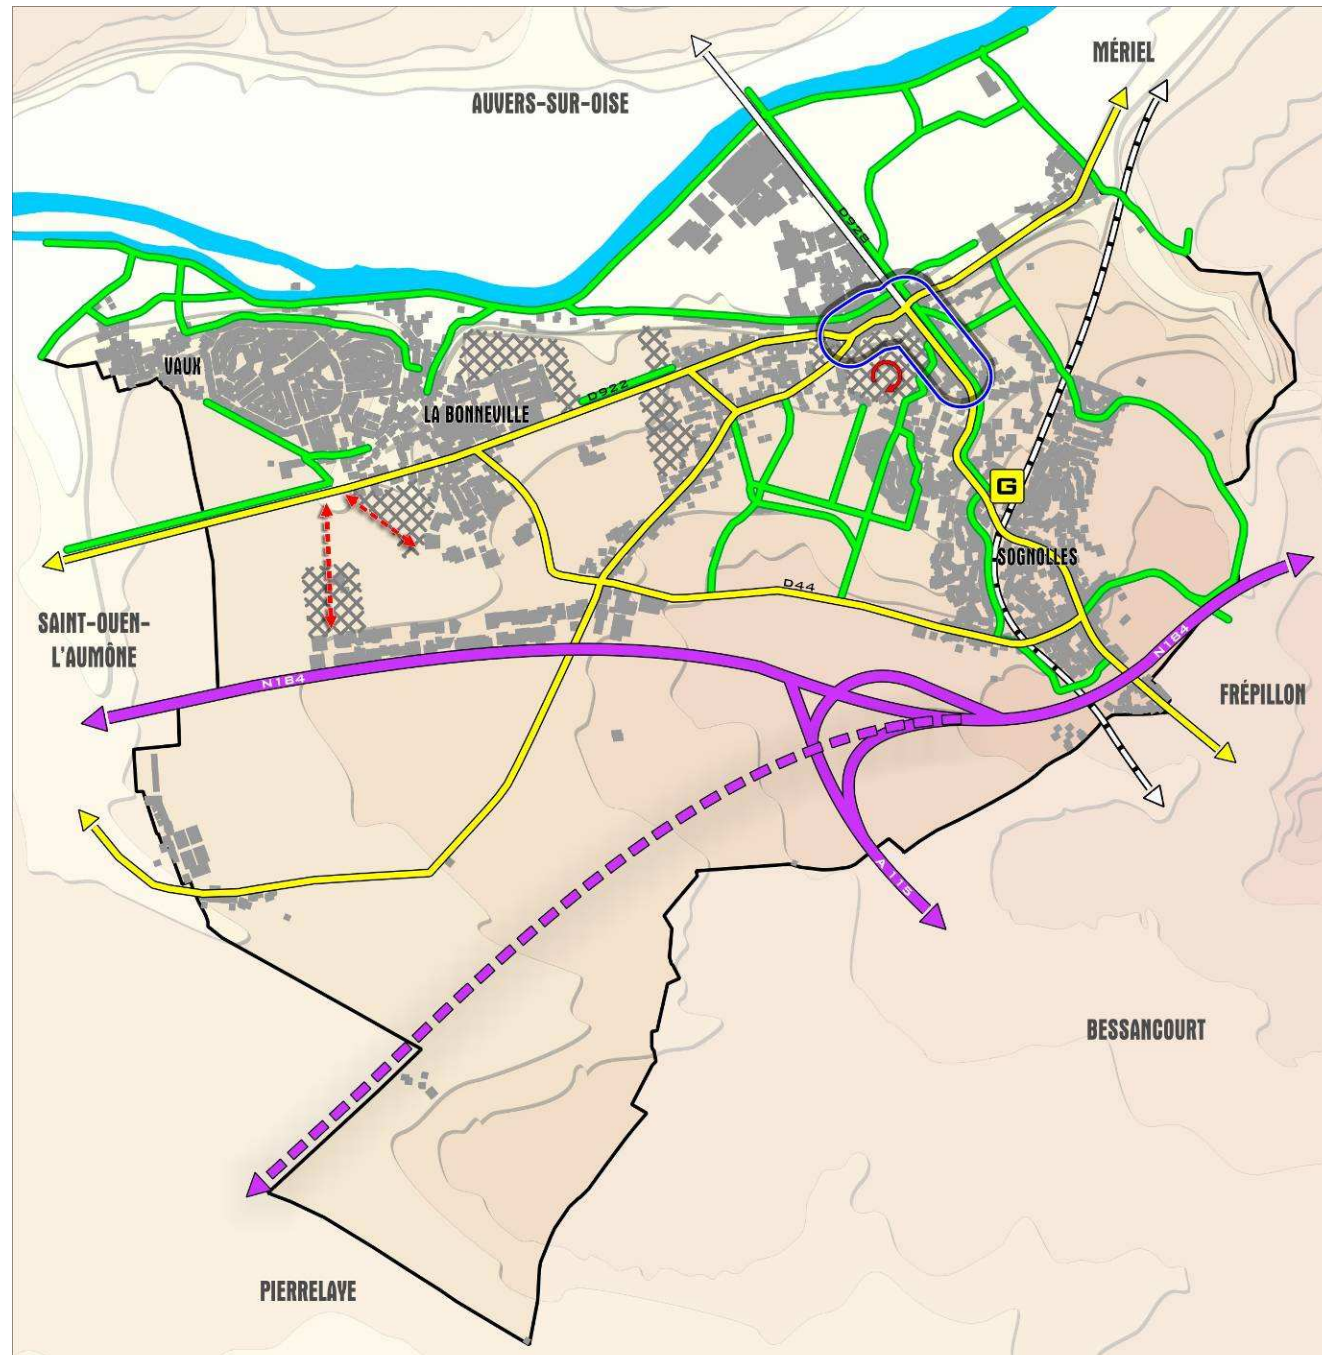 MÉRIEL
AUVERS-SUR-OISE
D928
VAUX
D922
LA BONNEVILLE
G
SOGNOLLES
D44
SAINT-OUEN-
L'AUMÔNE
N184
N184
FRÉPILLON
A 115
BESSANCOURT
PIERRELAYE